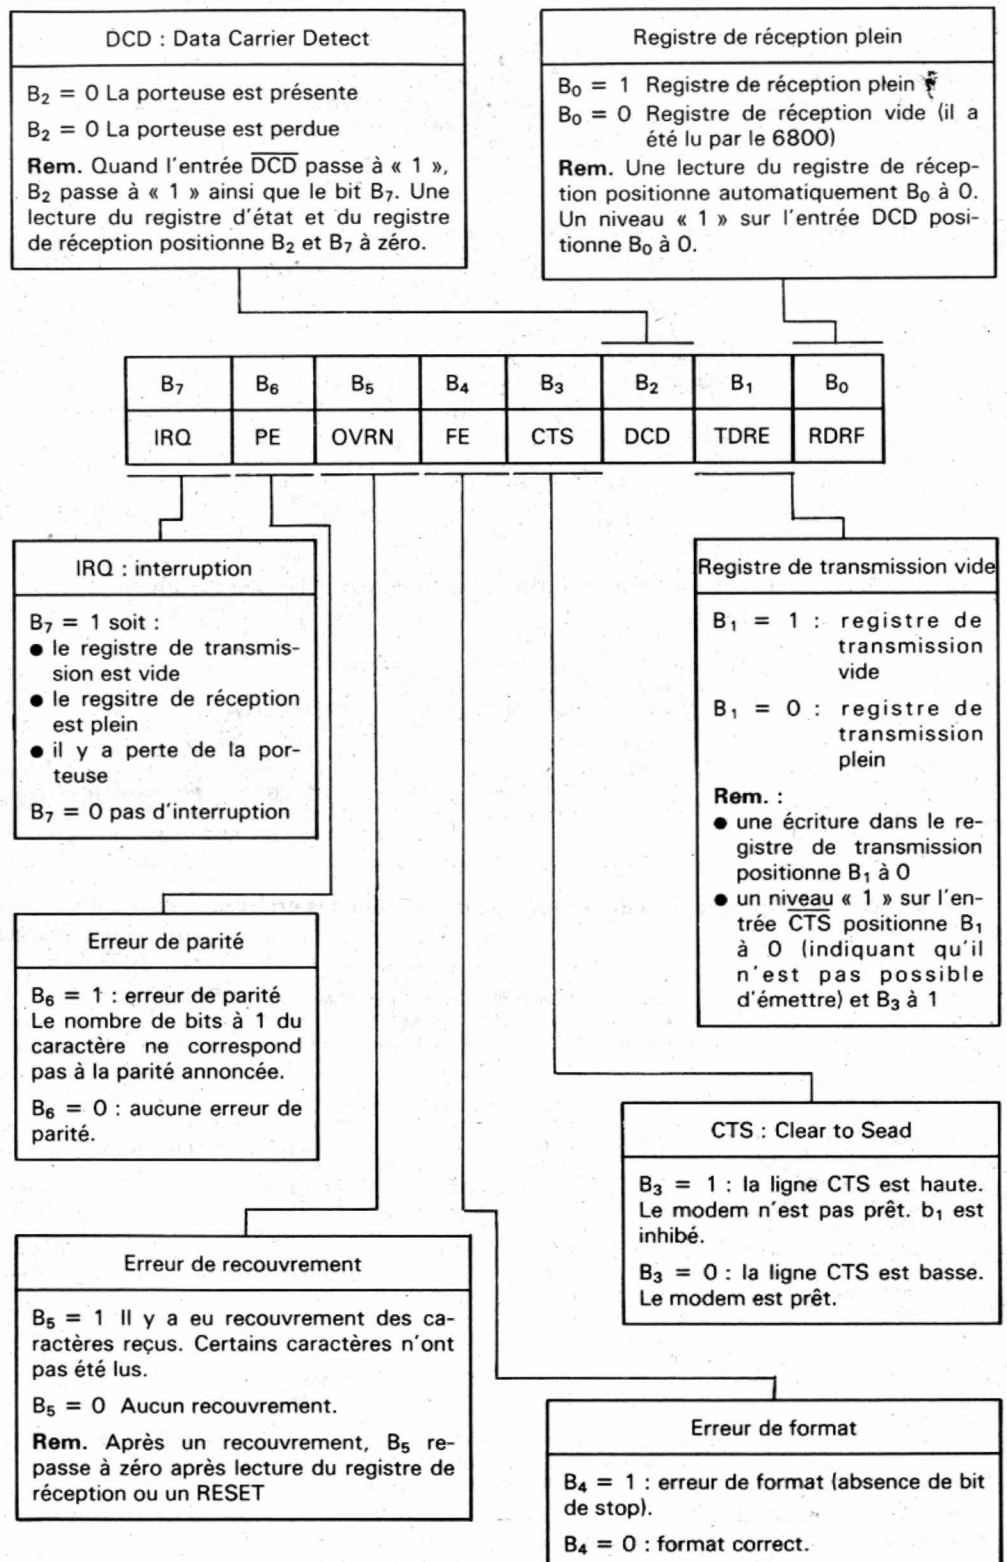 DCD : Data Carrier Detect
B₂ = 0 La porteuse est présente
B₂ = 0 La porteuse est perdue
Rem. Quand l'entrée D̅C̅D̅ passe à « 1 »,
B₂ passe à « 1 » ainsi que le bit B₇. Une
lecture du registre d'état et du registre
de réception positionne B₂ et B₇ à zéro.
Registre de réception plein
B₀ = 1 Registre de réception plein
B₀ = 0 Registre de réception vide (il a
été lu par le 6800)
Rem. Une lecture du registre de récep-
tion positionne automatiquement B₀ à 0.
Un niveau « 1 » sur l'entrée DCD posi-
tionne B₀ à 0.
B₇ B₆ B₅ B₄ B₃ B₂ B₁ B₀
IRQ PE OVRN FE CTS DCD TDRE RDRF
IRQ : interruption
B₇ = 1 soit :
● le registre de transmis-
sion est vide
● le regsitre de réception
est plein
● il y a perte de la por-
teuse
B₇ = 0 pas d'interruption
Registre de transmission vide
B₁ = 1 : registre de
transmission
vide
B₁ = 0 : registre de
transmission
plein
Rem. :
● une écriture dans le re-
gistre de transmission
positionne B₁ à 0
● un niveau « 1 » sur l'en-
trée C̅T̅S̅ positionne B₁
à 0 (indiquant qu'il
n'est pas possible
d'émettre) et B₃ à 1
Erreur de parité
B₆ = 1 : erreur de parité
Le nombre de bits à 1 du
caractère ne correspond
pas à la parité annoncée.
B₆ = 0 : aucune erreur de
parité.
CTS : Clear to Sead
B₃ = 1 : la ligne CTS est haute.
Le modem n'est pas prêt. b₁ est
inhibé.
B₃ = 0 : la ligne CTS est basse.
Le modem est prêt.
Erreur de recouvrement
B₅ = 1 Il y a eu recouvrement des ca-
ractères reçus. Certains caractères n'ont
pas été lus.
B₅ = 0 Aucun recouvrement.
Rem. Après un recouvrement, B₅ re-
passe à zéro après lecture du registre de
réception ou un RESET
Erreur de format
B₄ = 1 : erreur de format (absence de bit
de stop).
B₄ = 0 : format correct.